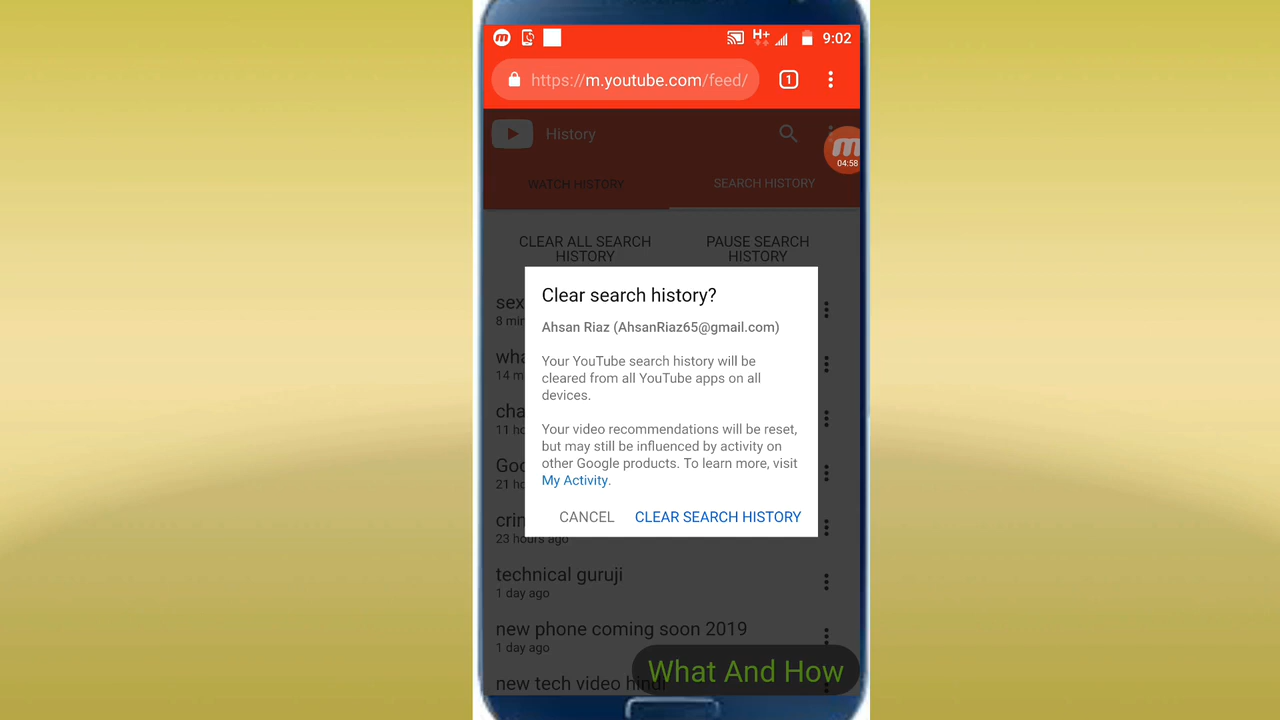 9:02
H+
https://m.youtube.com/feed/
1
History
04:58
WATCH HISTORY
SEARCH HISTORY
CLEAR ALL SEARCH
HISTORY
PAUSE SEARCH
HISTORY
Clear search history?
Ahsan Riaz (AhsanRiaz65@gmail.com)
Your YouTube search history will be
cleared from all YouTube apps on all
devices.
Your video recommendations will be reset,
but may still be influenced by activity on
other Google products. To learn more, visit
My Activity.
CANCEL
CLEAR SEARCH HISTORY
23 hours ago
technical guruji
1 day ago
new phone coming soon 2019
1 day ago
new tech video hindi
What And How